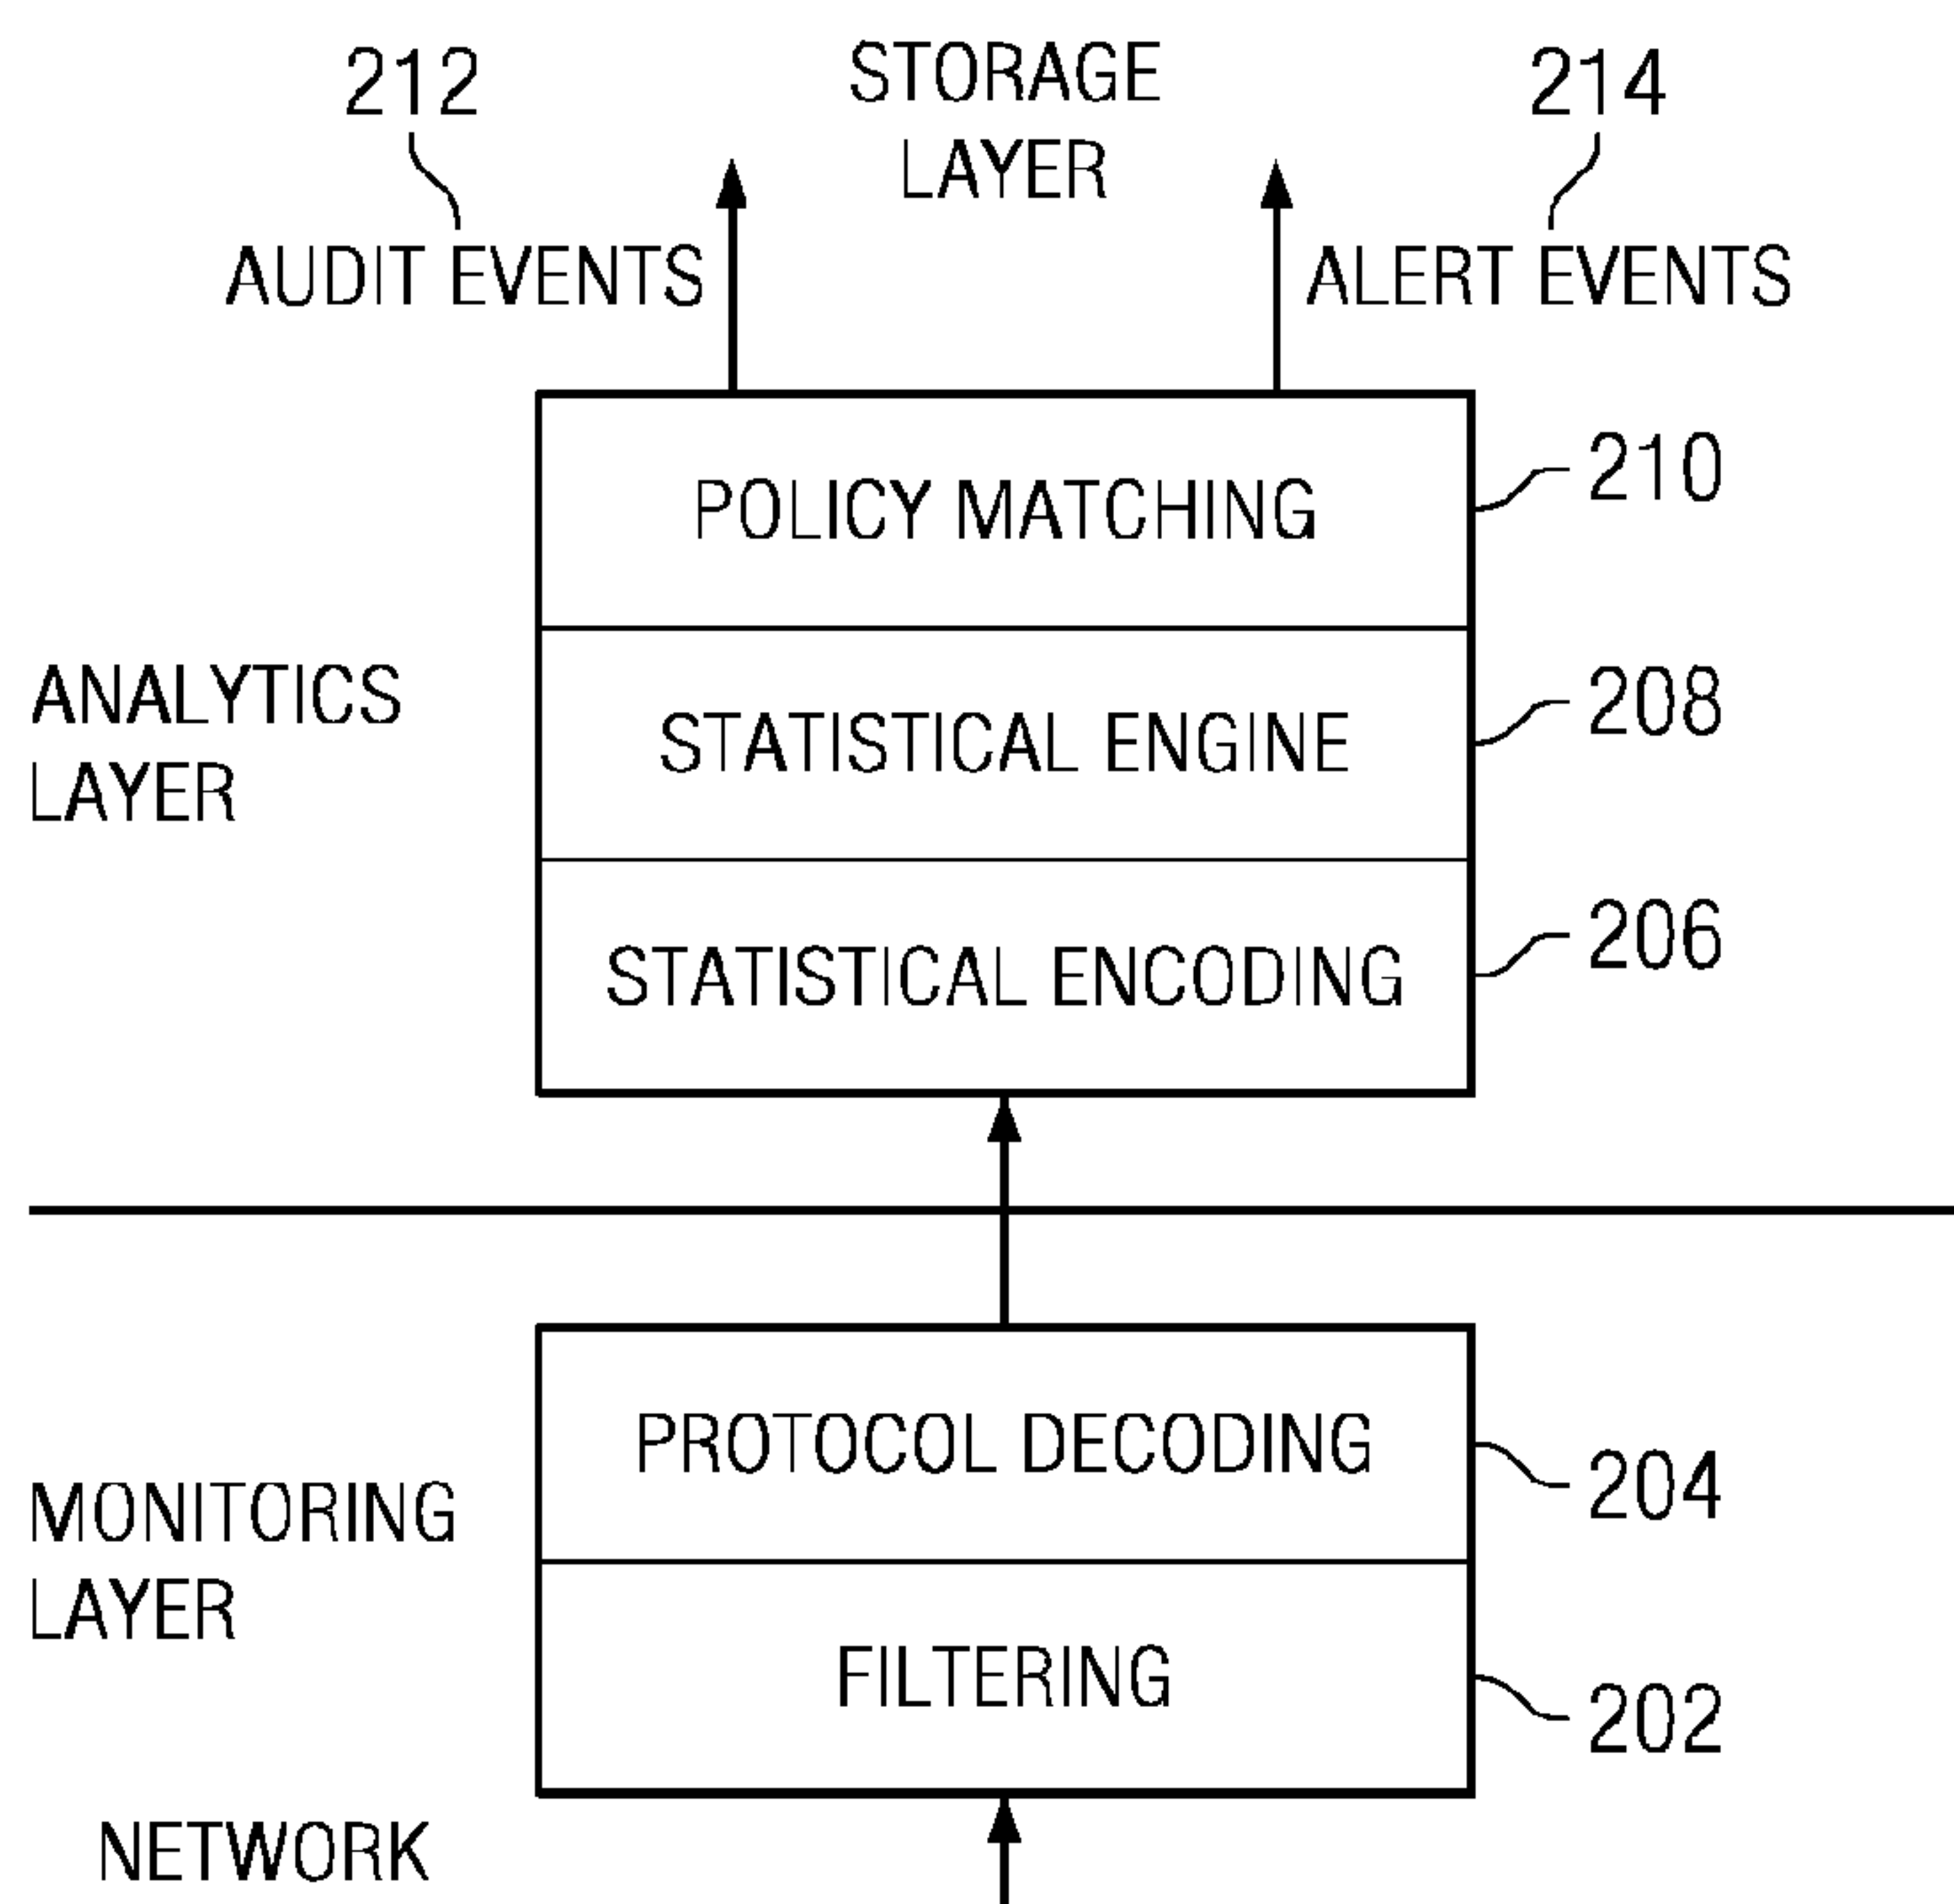 212
STORAGE
LAYER
214
AUDIT EVENTS
ALERT EVENTS
POLICY MATCHING
210
ANALYTICS
LAYER
STATISTICAL ENGINE
208
STATISTICAL ENCODING
206
PROTOCOL DECODING
204
MONITORING
LAYER
FILTERING
202
NETWORK